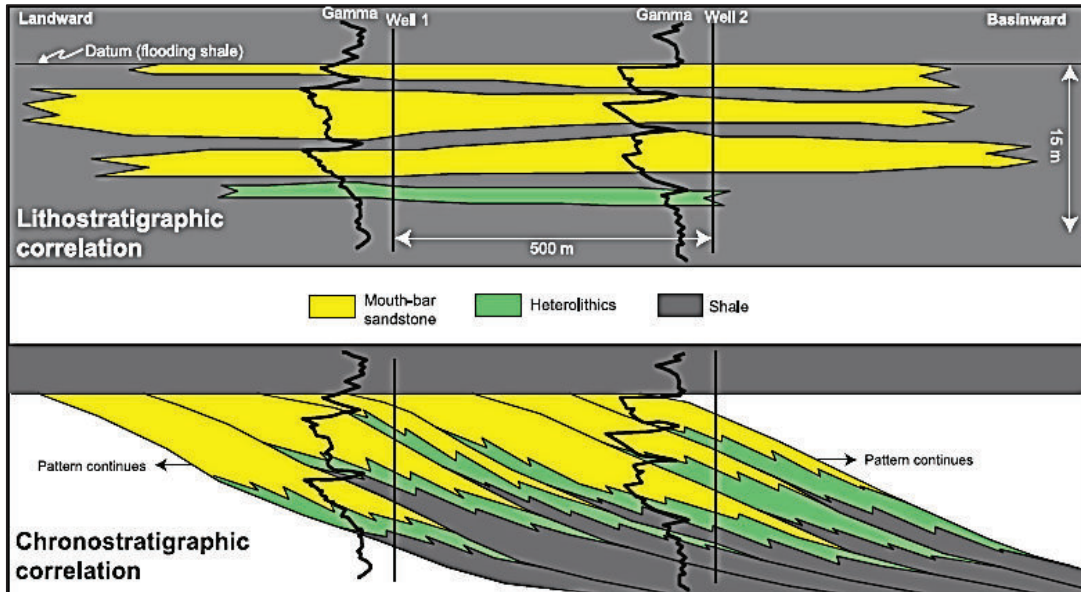 Landward
Gamma
Well 1
Gamma
Well 2
Basinward
Datum (flooding shale)
15 m
Lithostratigraphic
correlation
500 m
Mouth-bar
sandstone
Heterolithics
Shale
Pattern continues
Pattern continues
Chronostratigraphic
correlation